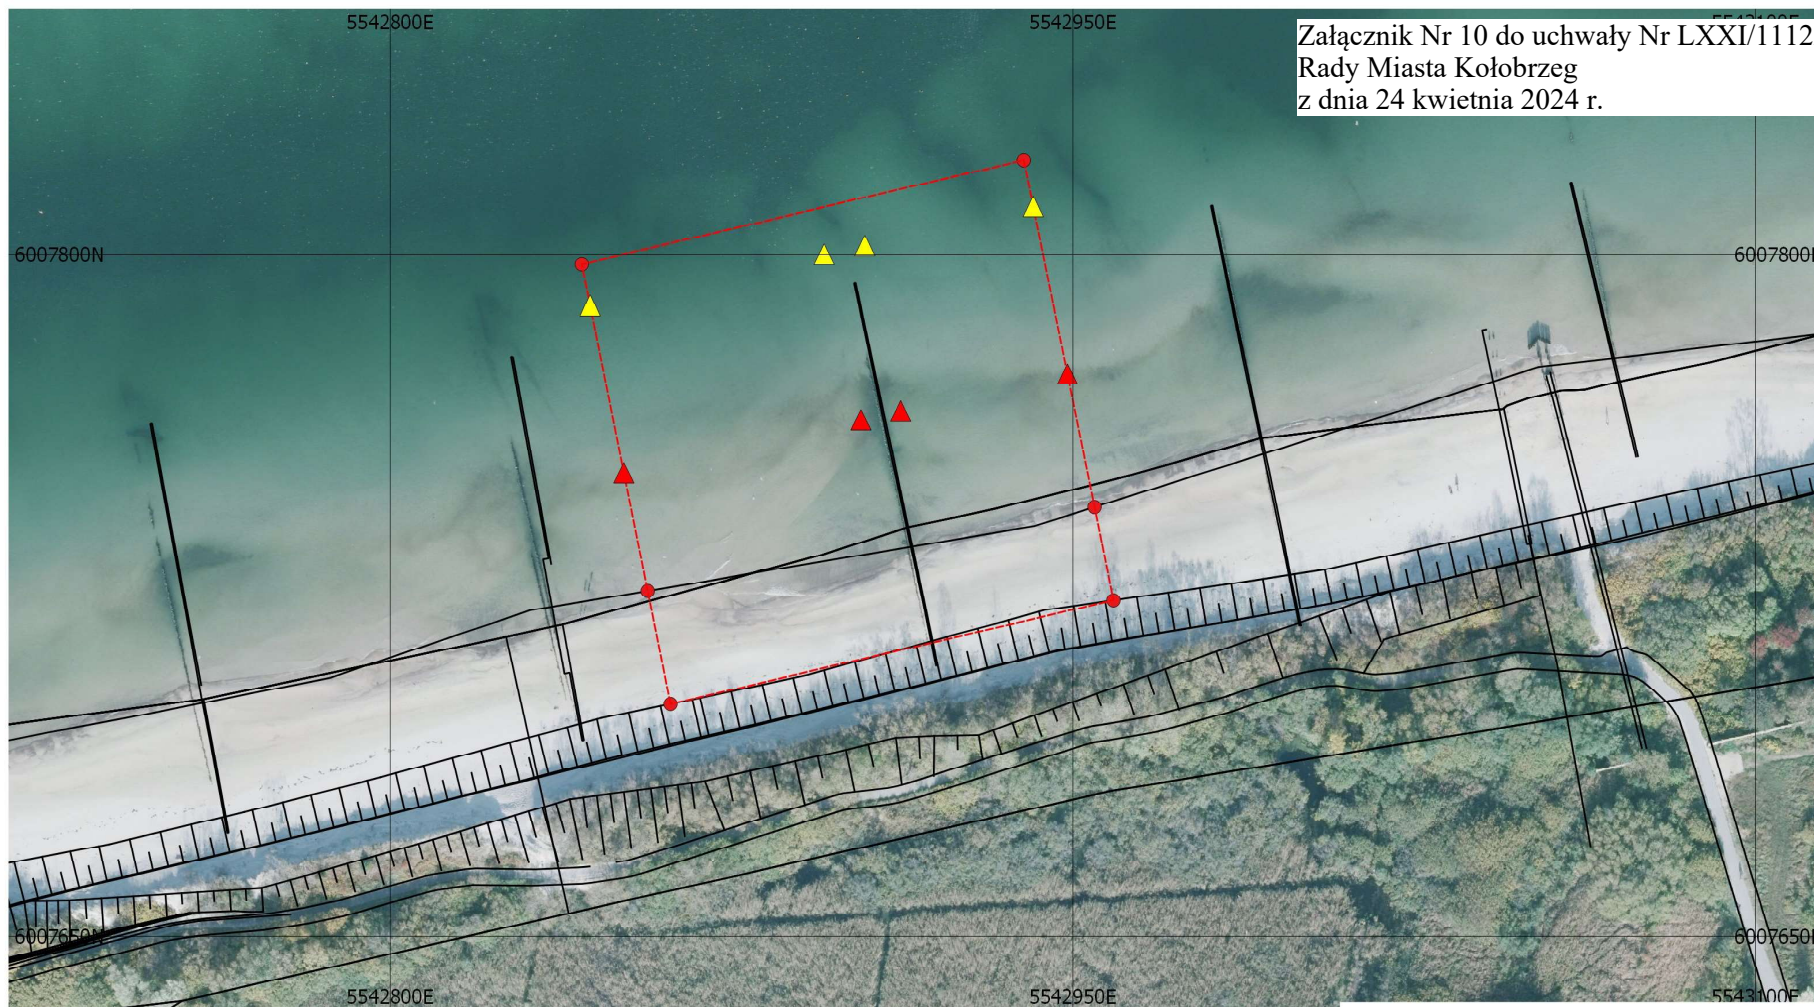 5542800E
5542950E
Załącznik Nr 10 do uchwały Nr LXXI/1112
Rady Miasta Kołobrzeg
z dnia 24 kwietnia 2024 r.
6007800N
6007800N
6007650N
6007650N
5542800E
5542950E
5543100E